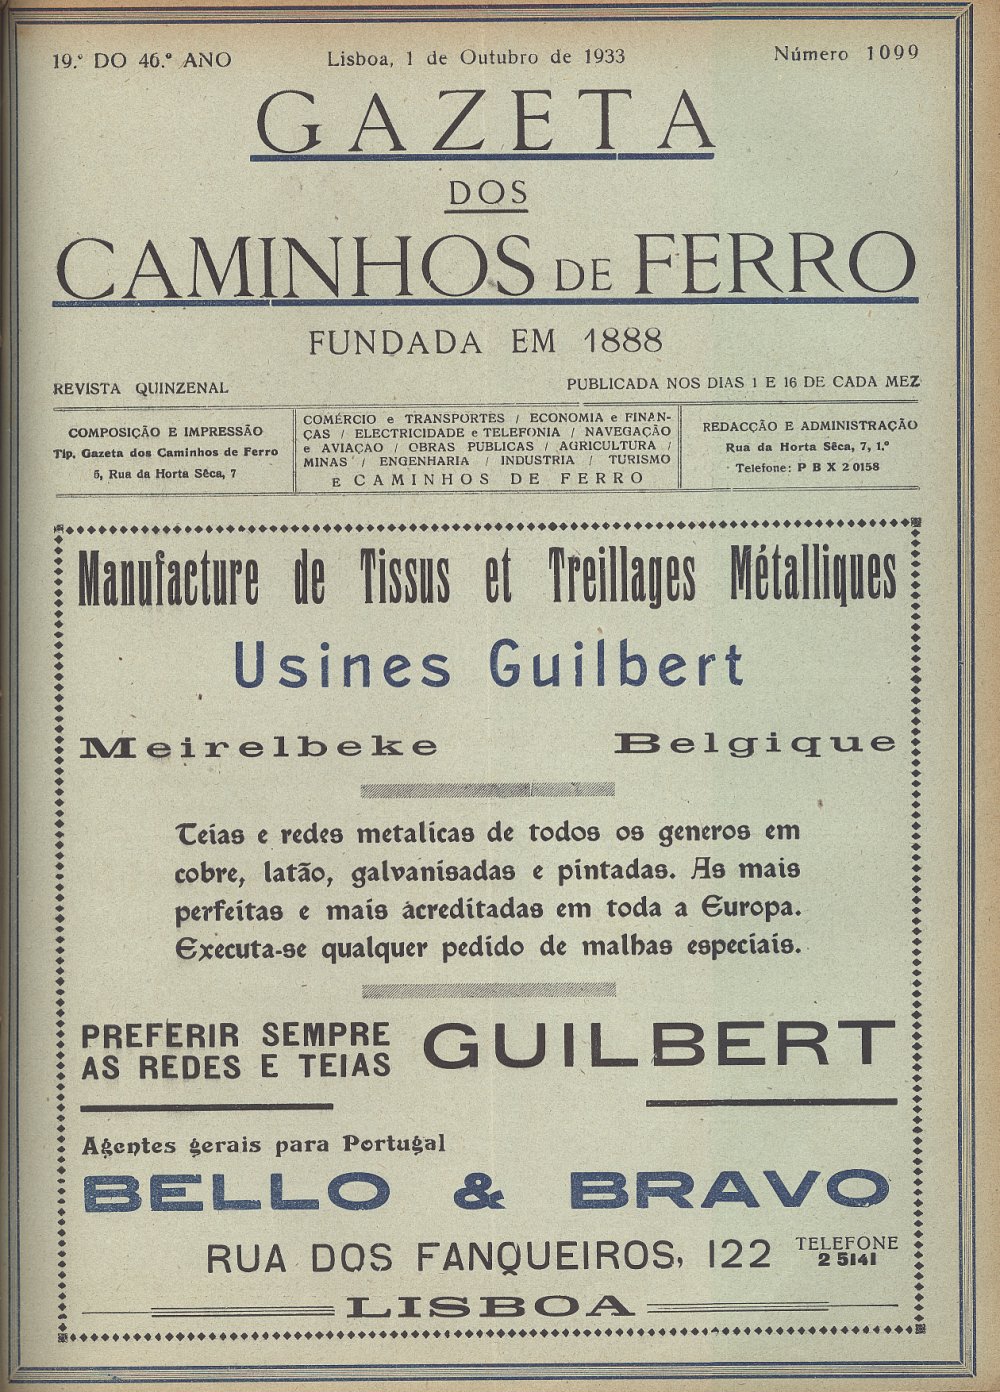 19.º DO 46.º ANO
Lisboa, 1 de Outubro de 1933
Número 1099
GAZETA
DOS
CAMINHOS DE FERRO
FUNDADA EM 1888
REVISTA QUINZENAL
PUBLICADA NOS DIAS 1 E 16 DE CADA MEZ
COMPOSIÇÃO E IMPRESSÃO
Tip. Gazeta dos Caminhos de Ferro
5, Rua da Horta Sêca, 7
COMÉRCIO e TRANSPORTES / ECONOMIA e FINAN-
ÇAS / ELECTRICIDADE e TELEFONIA / NAVEGAÇÃO
e AVIAÇÃO / OBRAS PUBLICAS / AGRICULTURA /
MINAS / ENGENHARIA / INDUSTRIA / TURISMO
E CAMINHOS DE FERRO
REDACÇÃO E ADMINISTRAÇÃO
Rua da Horta Sêca, 7, 1.º
Telefone: P B X 2 0158
Manufacture de Tissus et Treillages Métalliques
Usines Guilbert
Meirelbeke Belgique
Teias e redes metalicas de todos os generos em
cobre, latão, galvanisadas e pintadas. As mais
perfeitas e mais acreditadas em toda a Europa.
Executa-se qualquer pedido de malhas especiais.
PREFERIR SEMPRE
AS REDES E TEIAS
GUILBERT
Agentes gerais para Portugal
BELLO & BRAVO
RUA DOS FANQUEIROS, 122
TELEFONE
2 5141
LISBOA